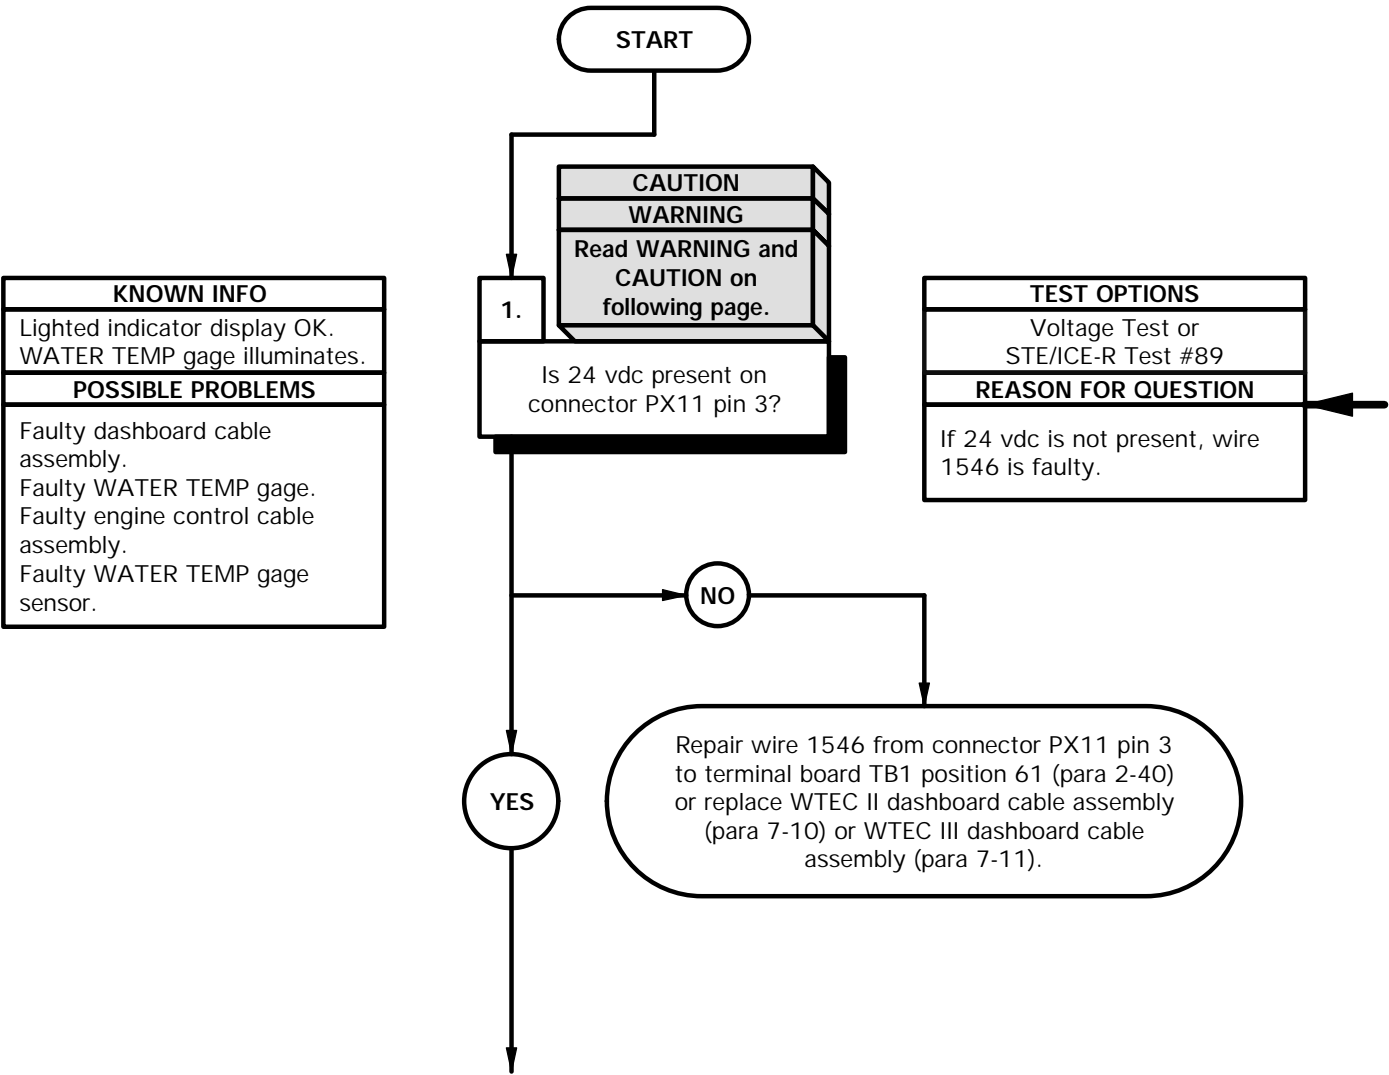 START
CAUTION
WARNING
Read WARNING and
CAUTION on
following page.
1.
Is 24 vdc present on
connector PX11 pin 3?
KNOWN INFO
Lighted indicator display OK.
WATER TEMP gage illuminates.
POSSIBLE PROBLEMS
Faulty dashboard cable
assembly.
Faulty WATER TEMP gage.
Faulty engine control cable
assembly.
Faulty WATER TEMP gage
sensor.
TEST OPTIONS
Voltage Test or
STE/ICE-R Test #89
REASON FOR QUESTION
If 24 vdc is not present, wire
1546 is faulty.
NO
Repair wire 1546 from connector PX11 pin 3
to terminal board TB1 position 61 (para 2-40)
or replace WTEC II dashboard cable assembly
(para 7-10) or WTEC III dashboard cable
assembly (para 7-11).
YES